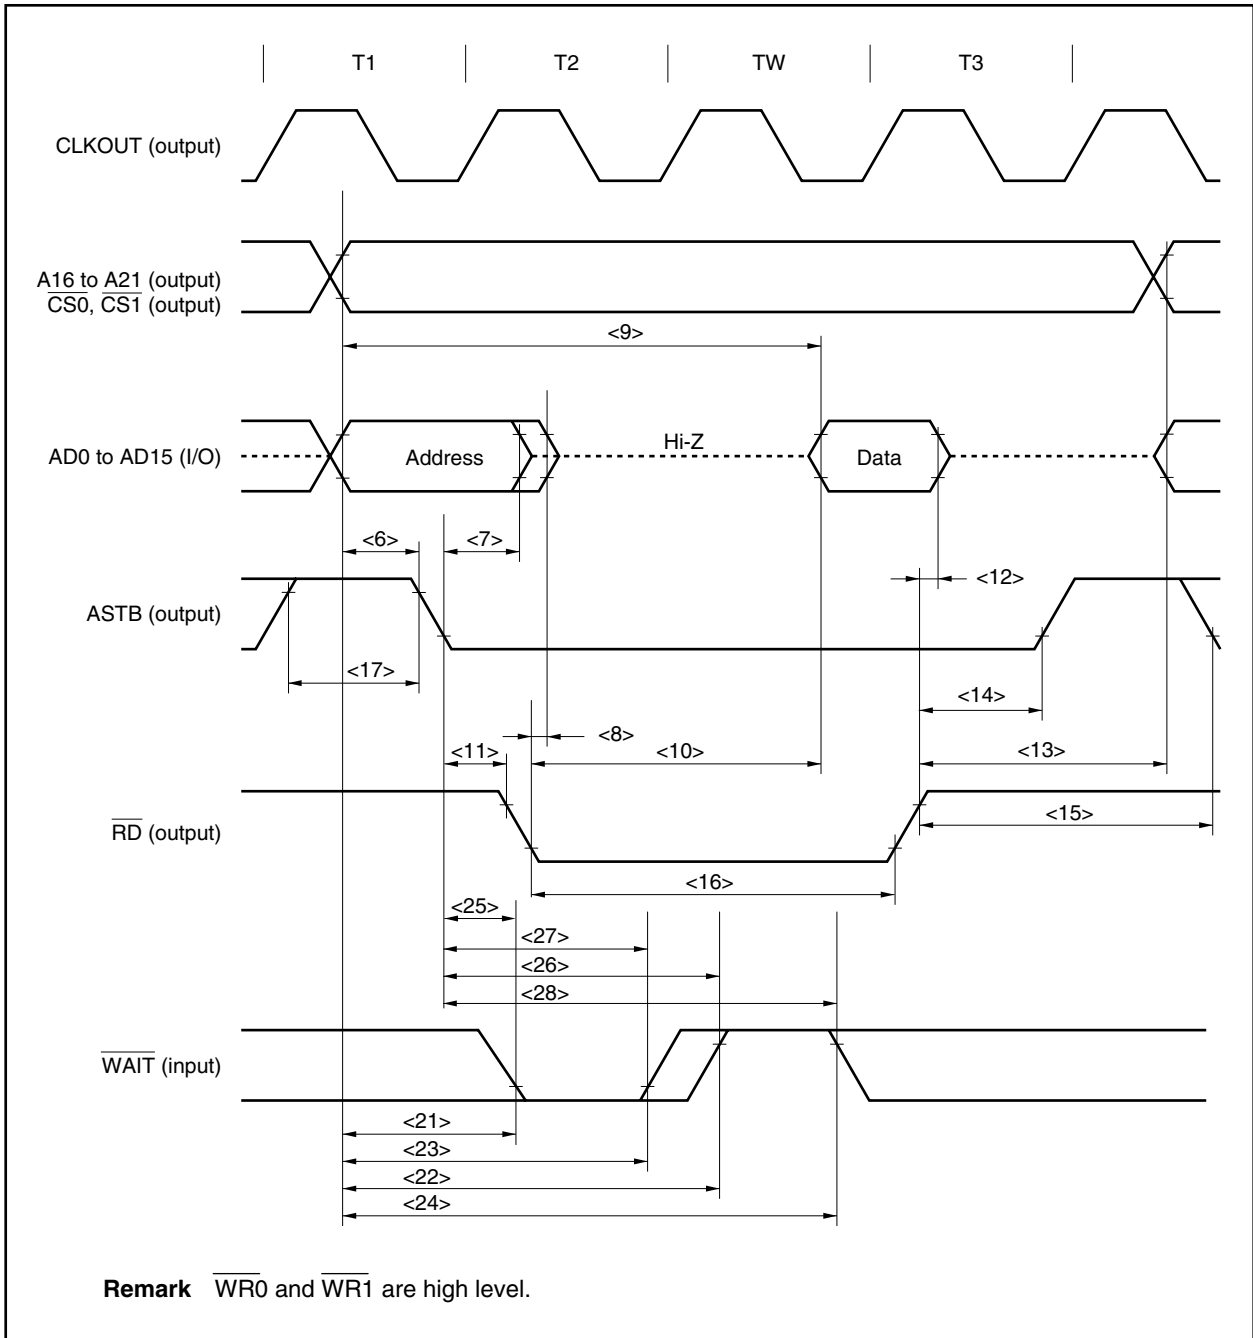 T1 T2 TW T3
CLKOUT (output)
A16 to A21 (output)
CS0, CS1 (output)
<9>
AD0 to AD15 (I/O)
Address
Hi-Z
Data
<6>
<7>
<12>
ASTB (output)
<17>
<14>
<8>
<11>
<10>
<13>
RD (output)
<15>
<16>
<25>
<27>
<26>
<28>
WAIT (input)
<21>
<23>
<22>
<24>
Remark WR0 and WR1 are high level.